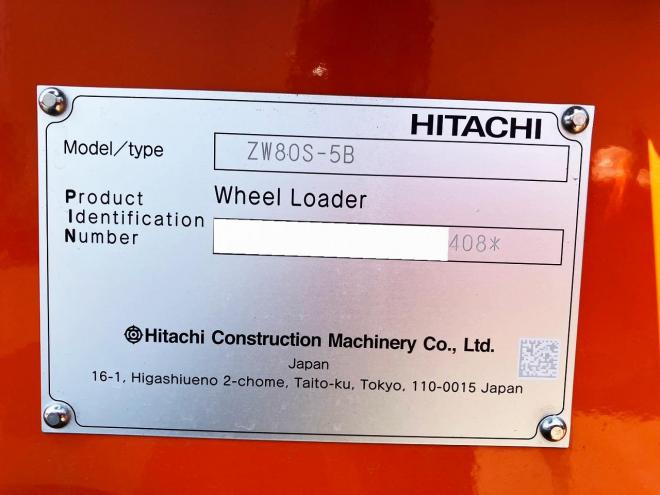 HITACHI
Model/type ZW80S-5B
Wheel Loader
Product
Identification
Number 408*
Hitachi Construction Machinery Co., Ltd.
Japan
16-1, Higashiueno 2-chome, Taito-ku, Tokyo, 110-0015 Japan